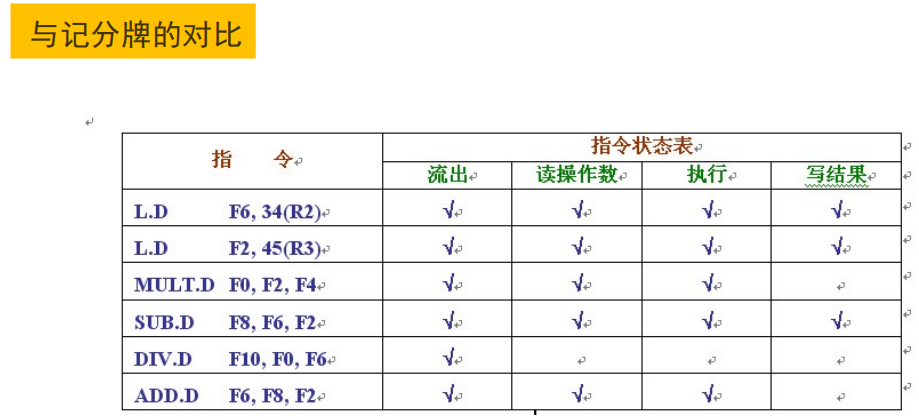 与记分牌的对比
指 令 指令状态表
流出 读操作数 执行 写结果
L.D F6, 34(R2) √ √ √ √
L.D F2, 45(R3) √ √ √ √
MULT.D F0, F2, F4 √ √ √
SUB.D F8, F6, F2 √ √ √ √
DIV.D F10, F0, F6 √
ADD.D F6, F8, F2 √ √ √